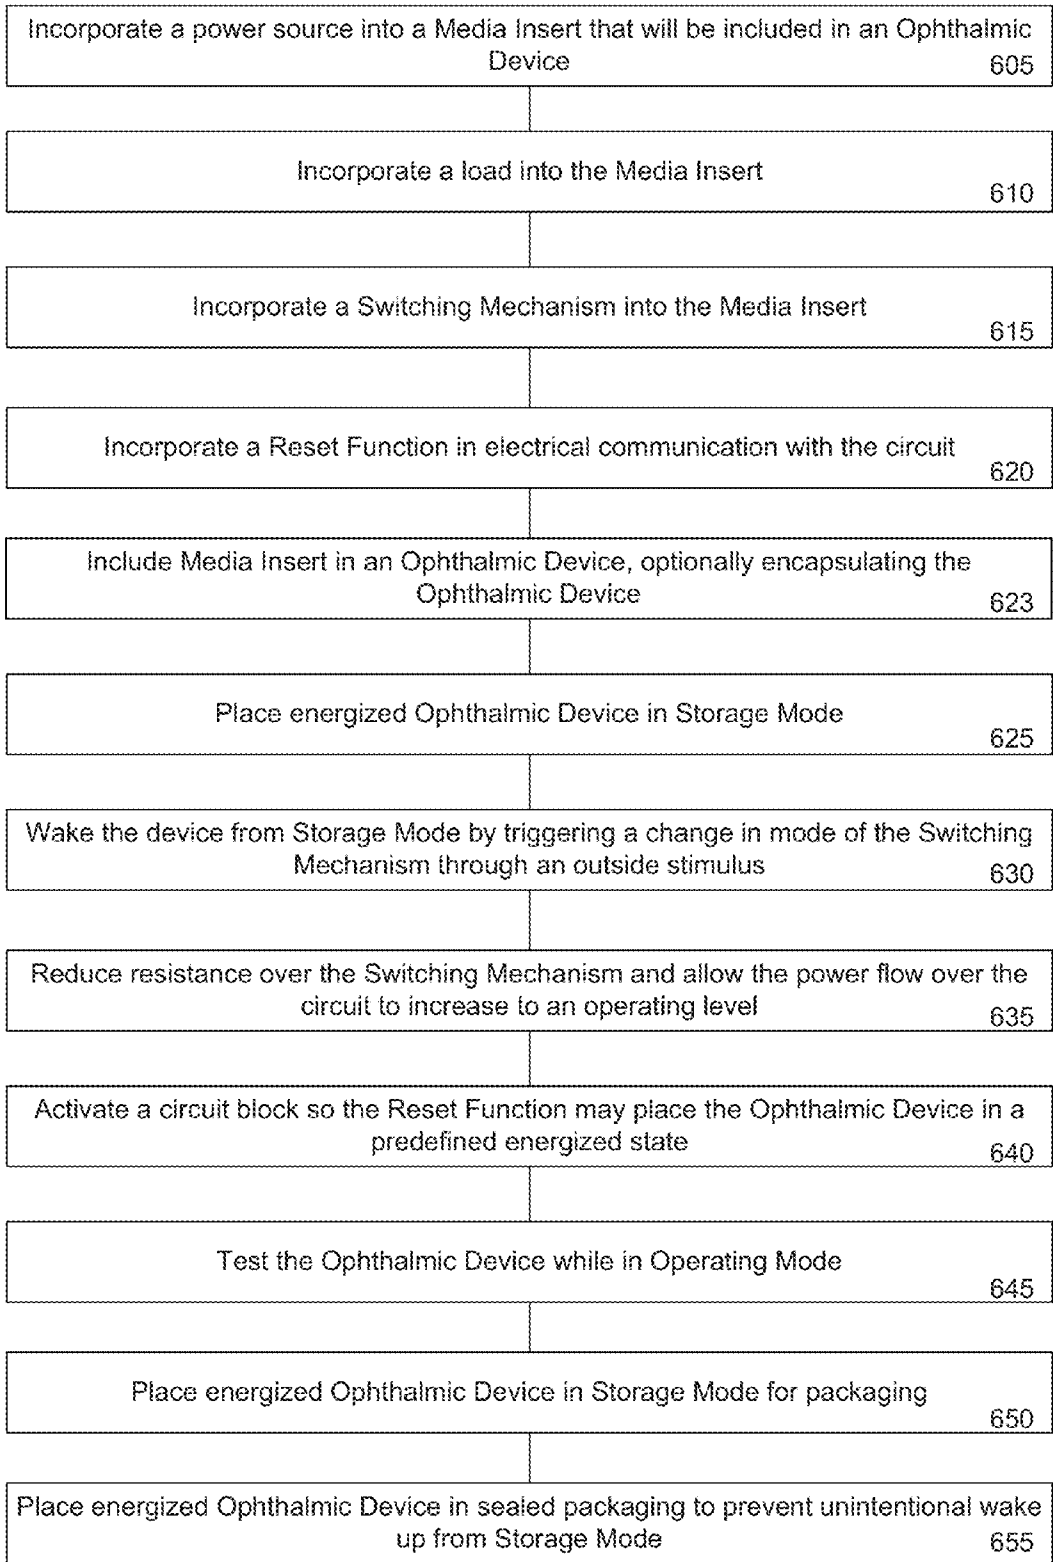 Incorporate a power source into a Media Insert that will be included in an Ophthalmic
Device
605
Incorporate a load into the Media Insert
610
Incorporate a Switching Mechanism into the Media Insert
615
Incorporate a Reset Function in electrical communication with the circuit
620
Include Media Insert in an Ophthalmic Device, optionally encapsulating the
Ophthalmic Device
623
Place energized Ophthalmic Device in Storage Mode
625
Wake the device from Storage Mode by triggering a change in mode of the Switching
Mechanism through an outside stimulus
630
Reduce resistance over the Switching Mechanism and allow the power flow over the
circuit to increase to an operating level
635
Activate a circuit block so the Reset Function may place the Ophthalmic Device in a
predefined energized state
640
Test the Ophthalmic Device while in Operating Mode
645
Place energized Ophthalmic Device in Storage Mode for packaging
650
Place energized Ophthalmic Device in sealed packaging to prevent unintentional wake
up from Storage Mode
655